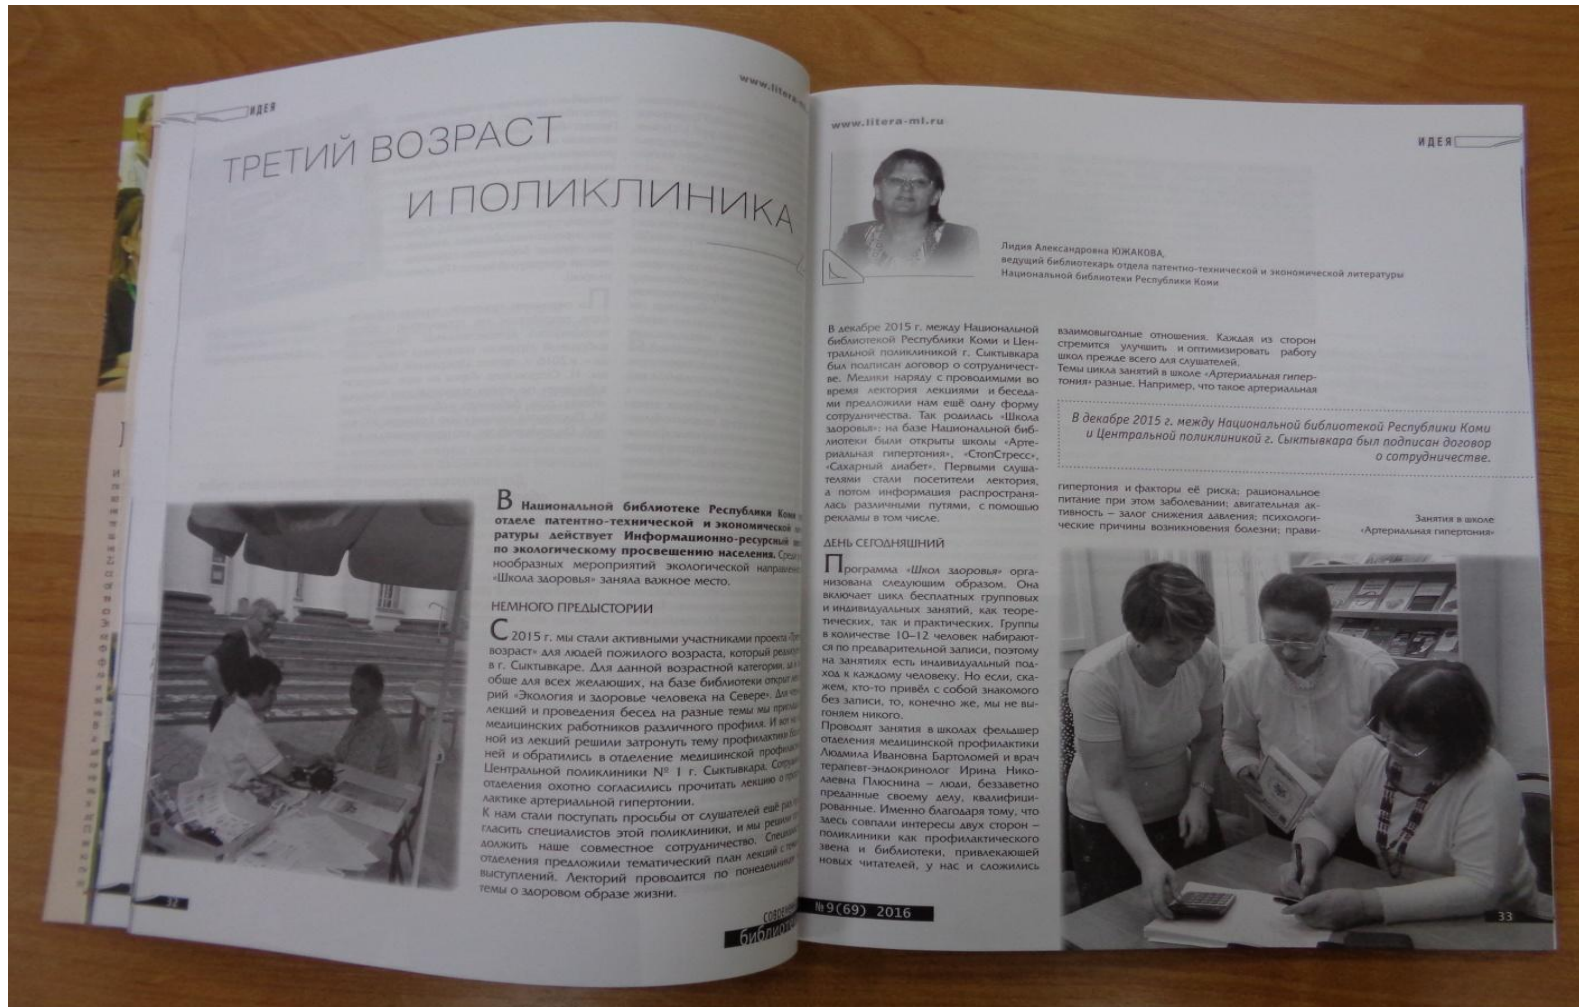 ИДЕЯ
www.litera-ml
ТРЕТИЙ ВОЗРАСТ
И ПОЛИКЛИНИКА
В Национальной библиотеке Республики Коми
отделе патентно-технической и экономической
ратуры действует Информационно-ресурсный
по экологическому просвещению населения. Среди
нообразных мероприятий экологической
«Школа здоровья» заняла важное место.
НЕМНОГО ПРЕДЫСТОРИИ
С 2015 г. мы стали активными участниками проекта
возраст» для людей пожилого возраста, который
в г. Сыктывкаре. Для данной возрастной категории,
обще для всех желающих, на базе библиотеки открыт
рий «Экология и здоровье человека на Севере». Для
лекций и проведения бесед на разные темы мы
медицинских работников различного профиля. И вот
ной из лекций решили затронуть тему профилактики
ней и обратились в отделение медицинской
Центральной поликлиники № 1 г. Сыктывкара.
отделения охотно согласились прочитать лекцию о
лактике артериальной гипертонии.
К нам стали поступать просьбы от слушателей ещё раз
гласить специалистов этой поликлиники, и мы решили
должить наше совместное сотрудничество.
отделения предложили тематический план лекций с
выступлений. Лекторий проводится по понедельникам
темы о здоровом образе жизни.
32
библиотека
www.litera-ml.ru
ИДЕЯ
Лидия Александровна ЮЖАКОВА,
ведущий библиотекарь отдела патентно-технической и экономической литературы
Национальной библиотеки Республики Коми
В декабре 2015 г. между Национальной
библиотекой Республики Коми и Цен-
тральной поликлиникой г. Сыктывкара
был подписан договор о сотрудничест-
ве. Медики наряду с проводимыми во
время лектория лекциями и беседа-
ми предложили нам ещё одну форму
сотрудничества. Так родилась «Школа
здоровья»: на базе Национальной биб-
лиотеки были открыты школы «Арте-
риальная гипертония», «СтопСтресс»,
«Сахарный диабет». Первыми слуша-
телями стали посетители лектория,
а потом информация распространя-
лась различными путями, с помощью
рекламы в том числе.
ДЕНЬ СЕГОДНЯШНИЙ
Программа «Школ здоровья» орга-
низована следующим образом. Она
включает цикл бесплатных групповых
и индивидуальных занятий, как теоре-
тических, так и практических. Группы
в количестве 10–12 человек набирают-
ся по предварительной записи, поэтому
на занятиях есть индивидуальный под-
ход к каждому человеку. Но если, ска-
жем, кто-то привёл с собой знакомого
без записи, то, конечно же, мы не вы-
гоняем никого.
Проводят занятия в школах фельдшер
отделения медицинской профилактики
Людмила Ивановна Бартоломей и врач
терапевт-эндокринолог Ирина Нико-
лаевна Плюснина – люди, беззаветно
преданные своему делу, квалифици-
рованные. Именно благодаря тому, что
здесь совпали интересы двух сторон –
поликлиники как профилактического
звена и библиотеки, привлекающей
новых читателей, у нас и сложились
взаимовыгодные отношения. Каждая из сторон
стремится улучшить и оптимизировать работу
школ прежде всего для слушателей.
Темы цикла занятий в школе «Артериальная гипер-
тония» разные. Например, что такое артериальная
В декабре 2015 г. между Национальной библиотекой Республики Коми
и Центральной поликлиникой г. Сыктывкара был подписан договор
о сотрудничестве.
гипертония и факторы её риска; рациональное
питание при этом заболевании; двигательная ак-
тивность – залог снижения давления; психологи-
ческие причины возникновения болезни; прави-
Занятия в школе
«Артериальная гипертония»
№ 9(69) 2016
33